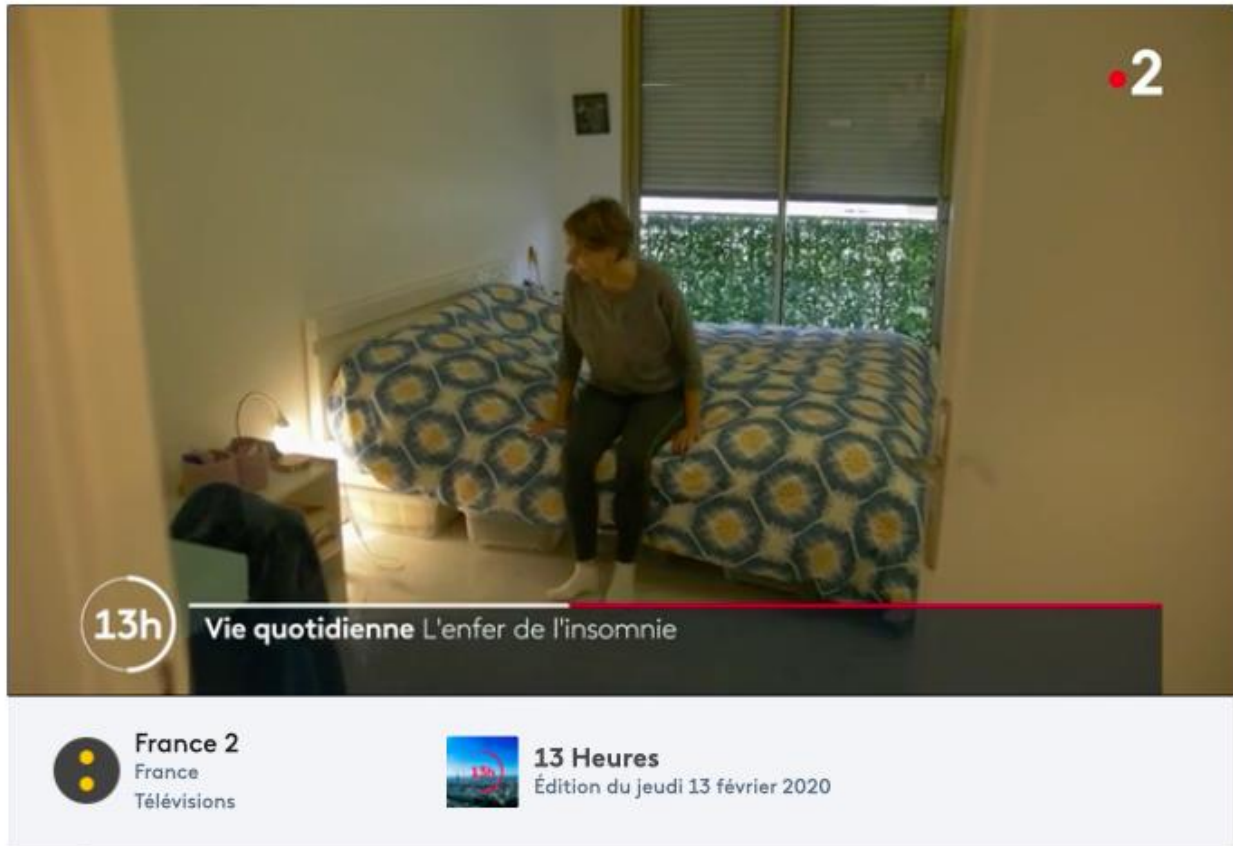 2
13h
Vie quotidienne L'enfer de l'insomnie
France 2
France
Télévisions
13h
13 Heures
Édition du jeudi 13 février 2020